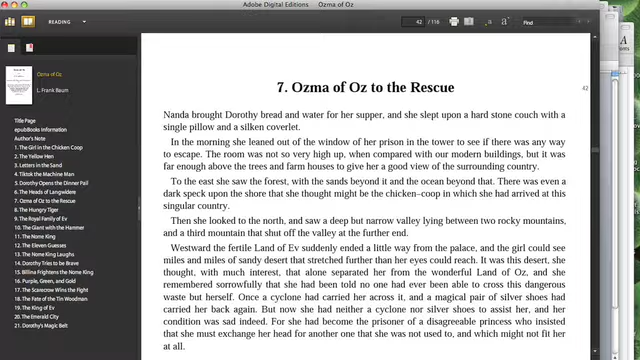 Adobe Digital Editions Ozma of Oz
READING
42 / 116
a
a
Find
Ozma of Oz
L Frank Baum
Title Page
epubBooks Information
Author's Note
1. The Girl in the Chicken Coop
2. The Yellow Hen
3. Letters in the Sand
4. Tiktok the Machine Man
5. Dorothy Opens the Dinner Pail
6. The Heads of Langwidere
7. Ozma of Oz to the Rescue
8. The Hungry Tiger
9. The Royal Family of Ev
10. The Giant with the Hammer
11. The Nome King
12. The Eleven Guesses
13. The Nome King Laughs
14. Dorothy Tries to be Brave
15. Billina Frightens the Nome King
16. Purple, Green, and Gold
17. The Scarecrow Wins the Fight
18. The Fate of the Tin Woodman
19. The King of Ev
20. The Emerald City
21. Dorothy's Magic Belt
7. Ozma of Oz to the Rescue
42
Nanda brought Dorothy bread and water for her supper, and she slept upon a hard stone couch with a
single pillow and a silken coverlet.
In the morning she leaned out of the window of her prison in the tower to see if there was any way
to escape. The room was not so very high up, when compared with our modern buildings, but it was
far enough above the trees and farm houses to give her a good view of the surrounding country.
To the east she saw the forest, with the sands beyond it and the ocean beyond that. There was even a
dark speck upon the shore that she thought might be the chicken-coop in which she had arrived at this
singular country.
Then she looked to the north, and saw a deep but narrow valley lying between two rocky mountains,
and a third mountain that shut off the valley at the further end.
Westward the fertile Land of Ev suddenly ended a little way from the palace, and the girl could see
miles and miles of sandy desert that stretched further than her eyes could reach. It was this desert, she
thought, with much interest, that alone separated her from the wonderful Land of Oz, and she
remembered sorrowfully that she had been told no one had ever been able to cross this dangerous
waste but herself. Once a cyclone had carried her across it, and a magical pair of silver shoes had
carried her back again. But now she had neither a cyclone nor silver shoes to assist her, and her
condition was sad indeed. For she had become the prisoner of a disagreeable princess who insisted
that she must exchange her head for another one that she was not used to, and which might not fit her
at all.
A
Fonts